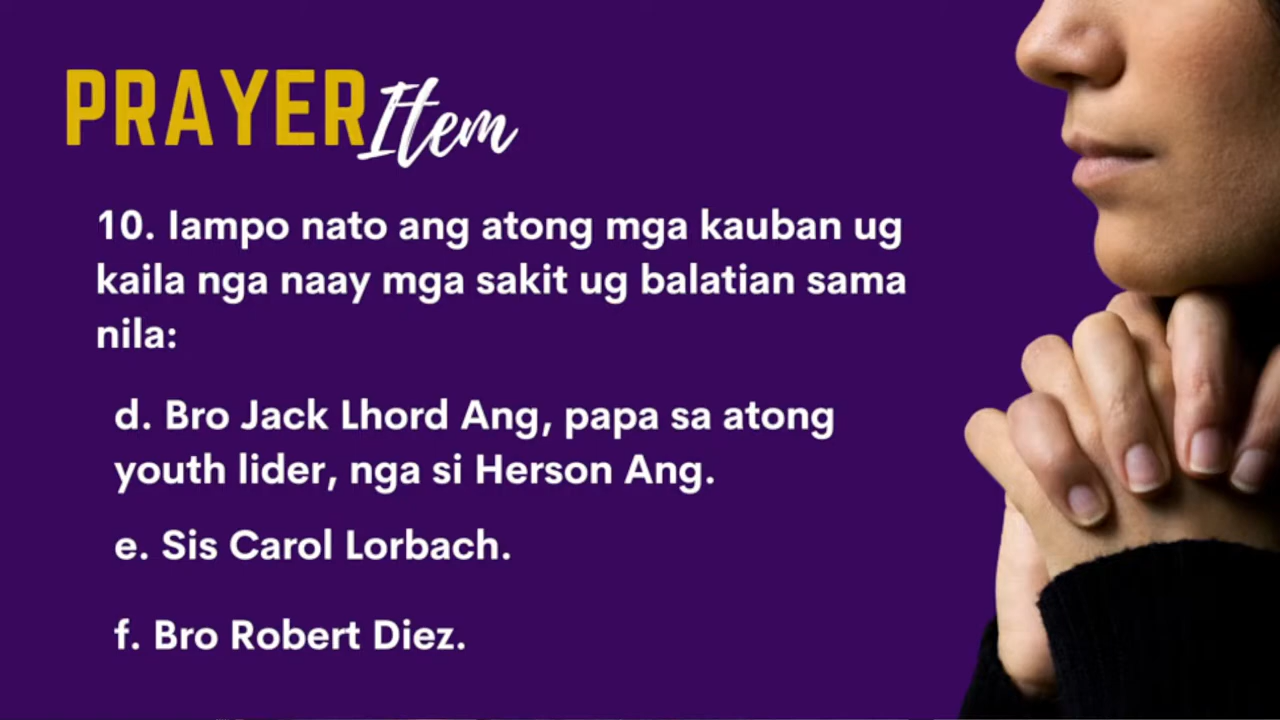 PRAYER Item
10. Iampo nato ang atong mga kauban ug
kaila nga naay mga sakit ug balatian sama
nila:
d. Bro Jack Lhord Ang, papa sa atong
youth lider, nga si Herson Ang.
e. Sis Carol Lorbach.
f. Bro Robert Diez.